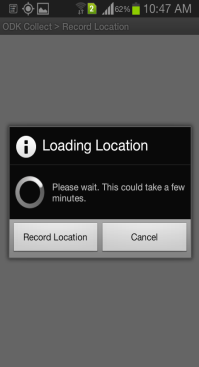 2 62% 10:47 AM
ODK Collect > Record-Location
Loading Location
Please wait. This could take a few
minutes.
Record Location Cancel